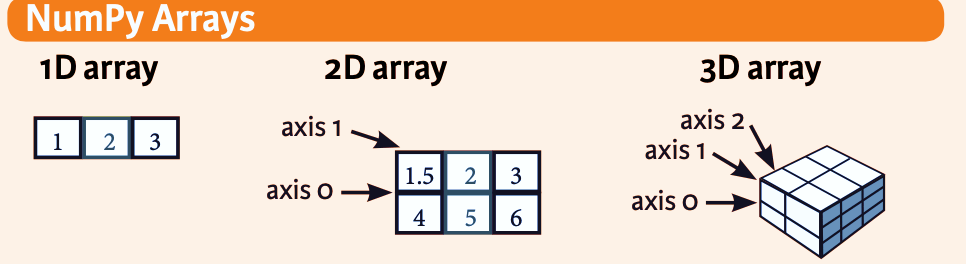 NumPy Arrays
1D array
2D array
3D array
1 2 3
axis 1
axis 0
1.5 2 3
4 5 6
axis 2
axis 1
axis 0